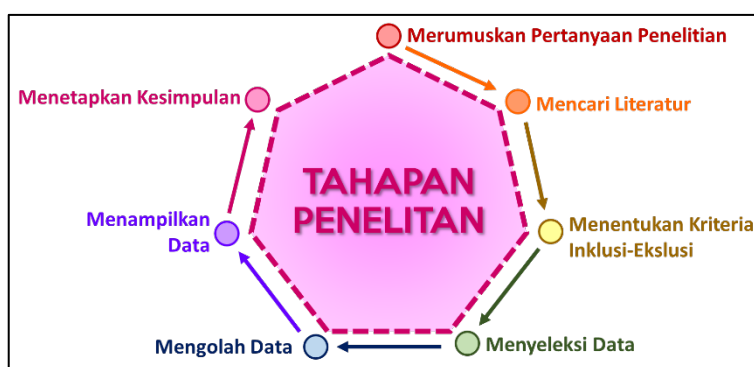 Merumuskan Pertanyaan Penelitian
Mencari Literatur
Menentukan Kriteria
Inklusi-Ekslusi
Menyeleksi Data
Mengolah Data
Menampilkan
Data
Menetapkan Kesimpulan
TAHAPAN
PENELITAN